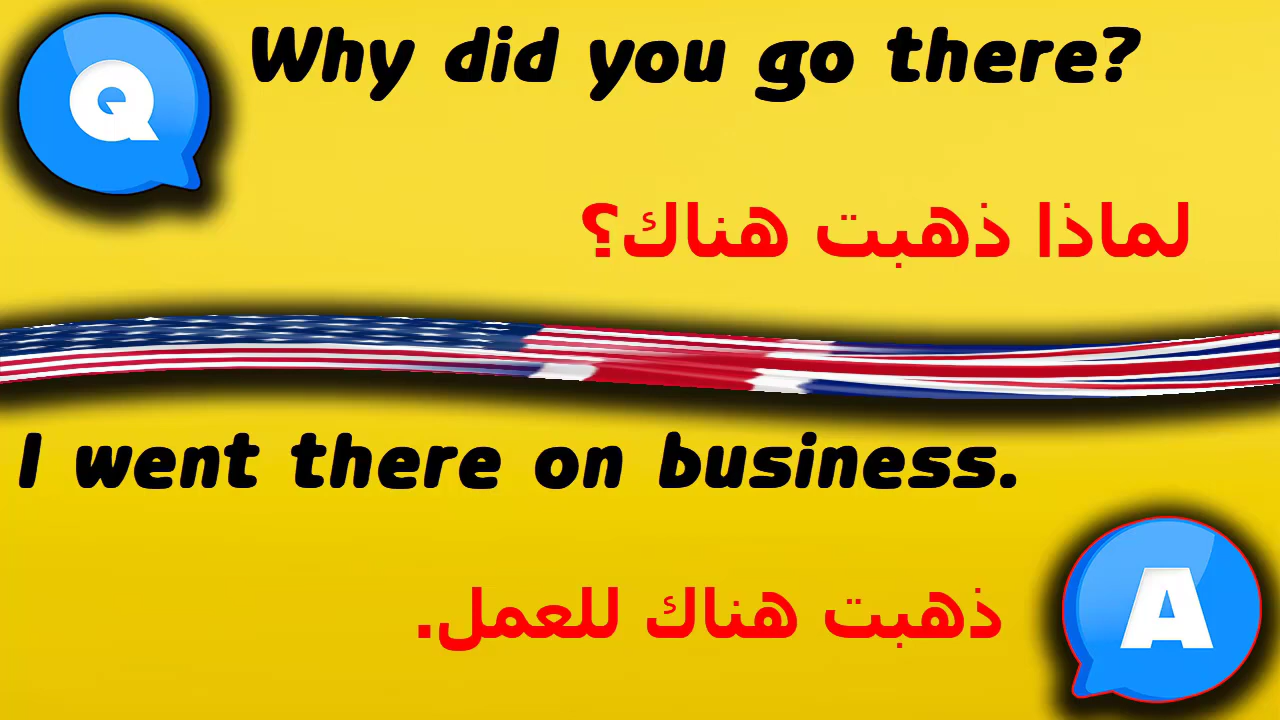 Q
Why did you go there?
لماذا ذهبت هناك؟
I went there on business.
ذهبت هناك للعمل.
A